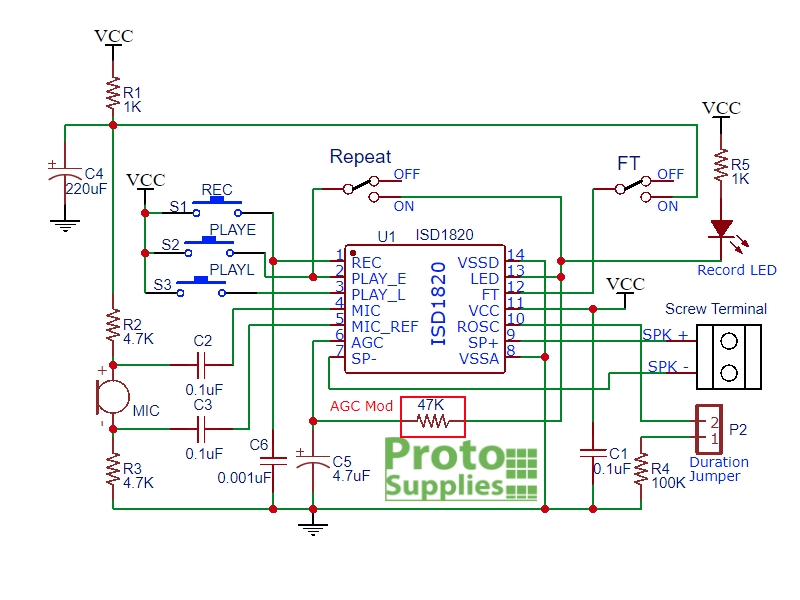 VCC
R1
1K
VCC
R5
1K
Record LED
C4
220uF
+
VCC
S1
REC
S2
PLAYE
S3
PLAYL
Repeat
OFF
ON
FT
OFF
ON
U1
ISD1820
1
REC
2
PLAY_E
3
PLAY_L
4
MIC
5
MIC_REF
6
AGC
7
SP-
ISD1820
VSSD
14
LED
13
FT
12
VCC
11
ROSC
10
SP+
9
VSSA
8
VCC
Screw Terminal
SPK +
SPK -
R2
4.7K
C2
0.1uF
+
MIC
-
C3
0.1uF
R3
4.7K
C6
0.001uF
+
C5
4.7uF
AGC Mod
47K
Proto
Supplies
C1
0.1uF
R4
100K
2
1
P2
Duration
Jumper